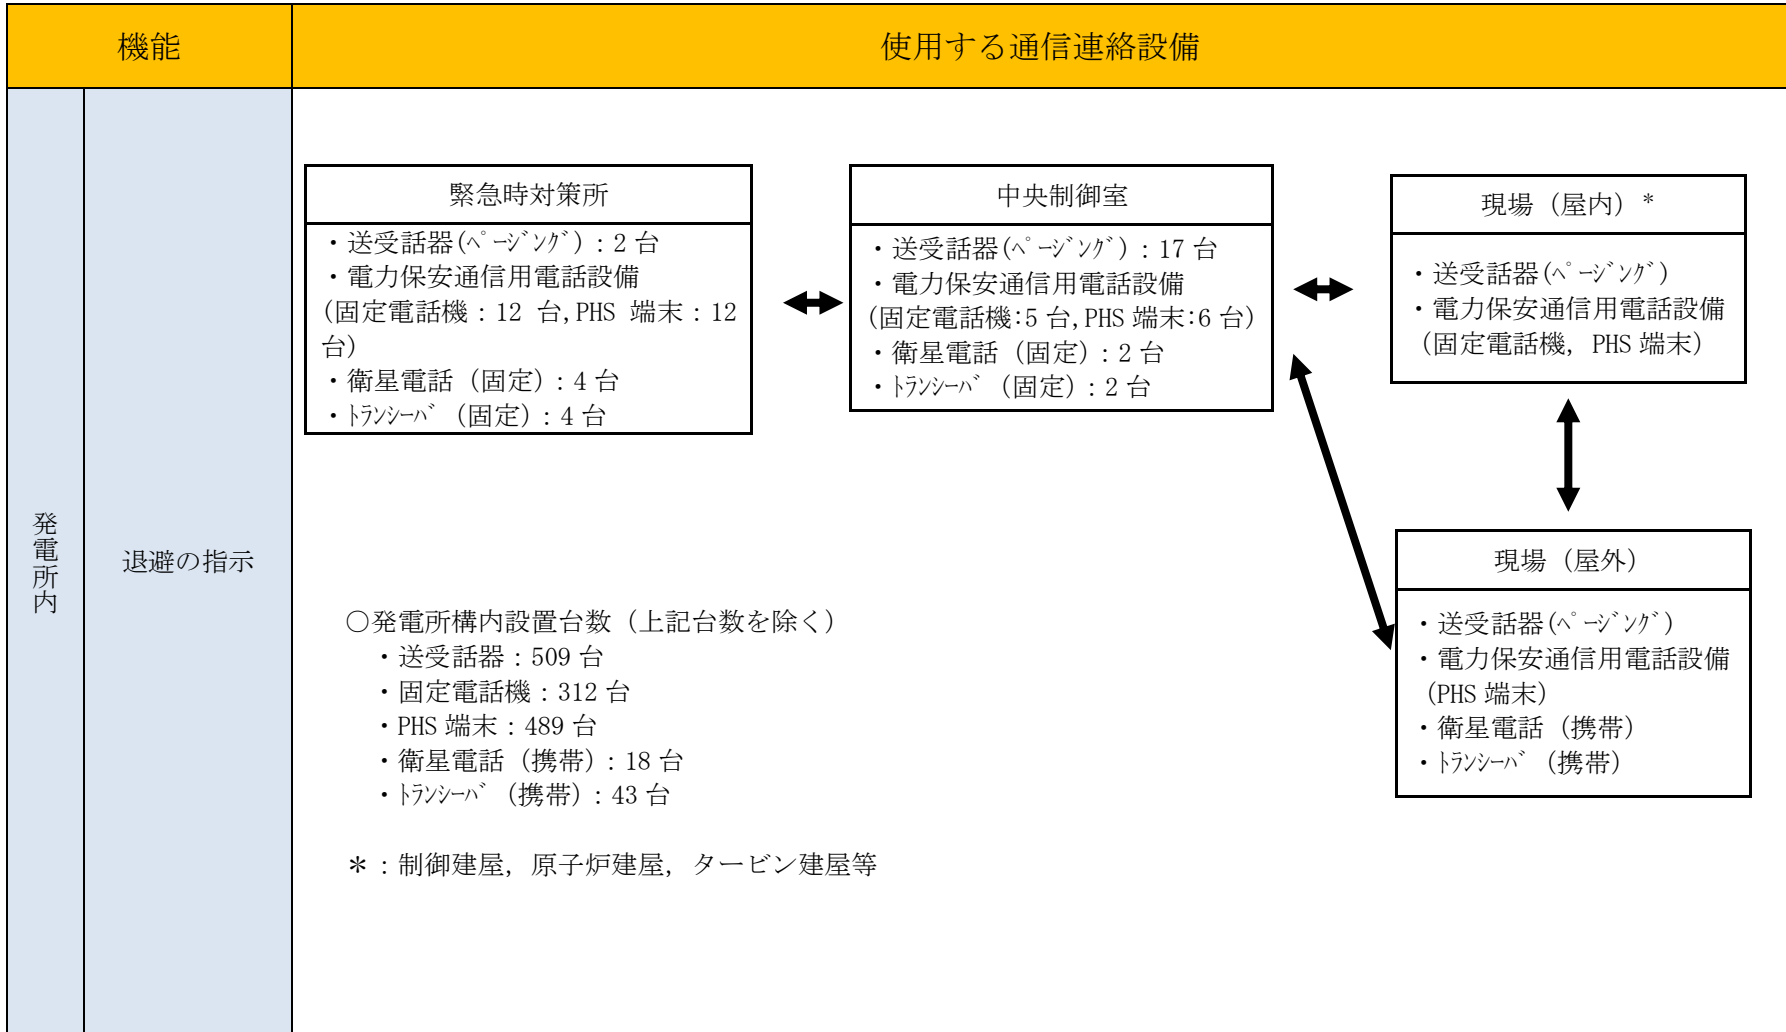 機能
使用する通信連絡設備
発電所内
退避の指示
緊急時対策所
・送受話器(ﾍﾟｰｼﾞﾝｸﾞ)：2 台
・電力保安通信用電話設備
(固定電話機：12 台,PHS 端末：12
台)
・衛星電話（固定）：4 台
・ﾄﾗﾝｼｰﾊﾞ（固定）：4 台
中央制御室
・送受話器(ﾍﾟｰｼﾞﾝｸﾞ)：17 台
・電力保安通信用電話設備
(固定電話機:5 台,PHS 端末:6 台)
・衛星電話（固定）：2 台
・ﾄﾗﾝｼｰﾊﾞ（固定）：2 台
現場（屋内）*
・送受話器(ﾍﾟｰｼﾞﾝｸﾞ)
・電力保安通信用電話設備
（固定電話機，PHS 端末）
現場（屋外）
・送受話器(ﾍﾟｰｼﾞﾝｸﾞ)
・電力保安通信用電話設備
（PHS 端末）
・衛星電話（携帯）
・ﾄﾗﾝｼｰﾊﾞ（携帯）
○発電所構内設置台数（上記台数を除く）
・送受話器：509 台
・固定電話機：312 台
・PHS 端末：489 台
・衛星電話（携帯）：18 台
・ﾄﾗﾝｼｰﾊﾞ（携帯）：43 台
＊：制御建屋，原子炉建屋，タービン建屋等